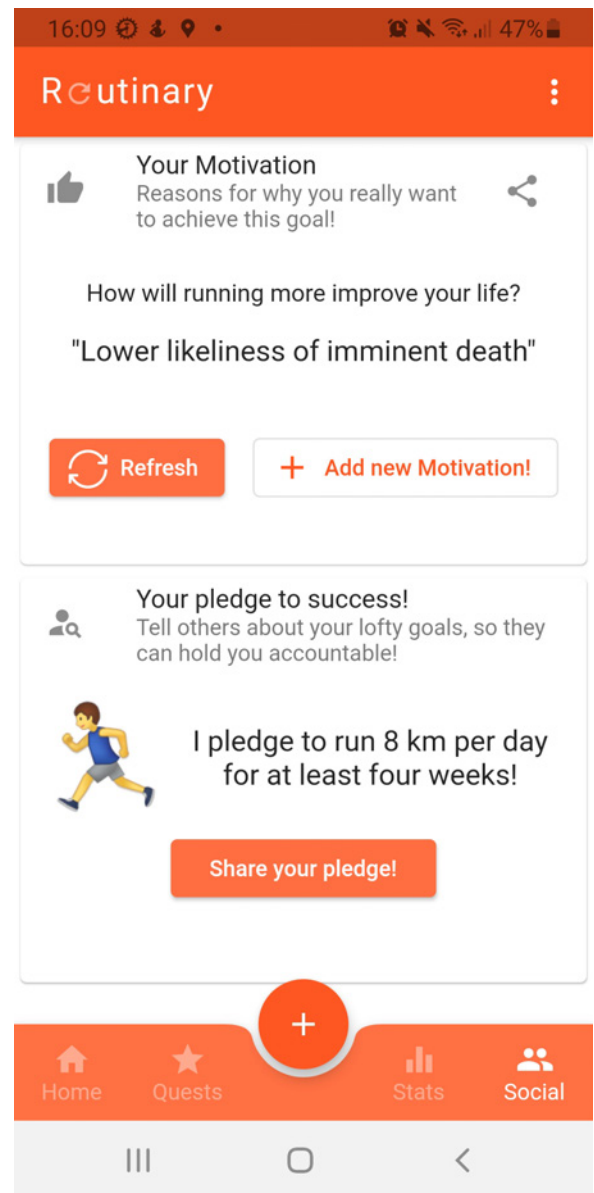 16:09 47%
Routinary
Your Motivation
Reasons for why you really want
to achieve this goal!
How will running more improve your life?
"Lower likeliness of imminent death"
Refresh + Add new Motivation!
Your pledge to success!
Tell others about your lofty goals, so they
can hold you accountable!
I pledge to run 8 km per day
for at least four weeks!
Share your pledge!
+
Home Quests Stats Social